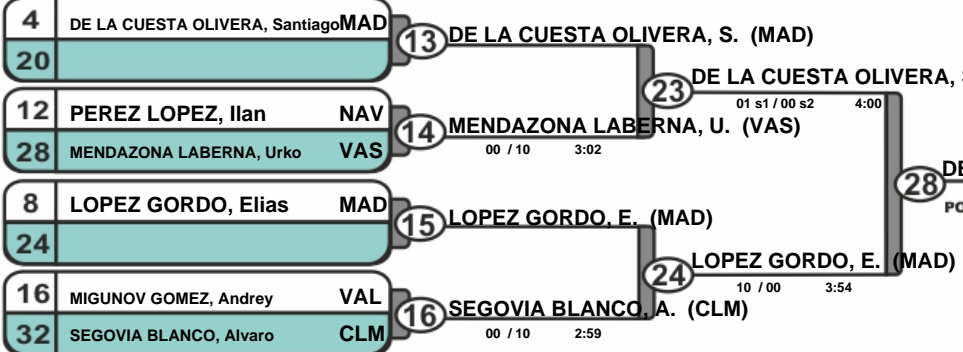 4 DE LA CUESTA OLIVERA, Santiago MAD
20
13 DE LA CUESTA OLIVERA, S. (MAD)
12 PEREZ LOPEZ, Ilan NAV
28 MENDAZONA LABERNA, Urko VAS
14 MENDAZONA LABERNA, U. (VAS)
00 / 10 3:02
23 DE LA CUESTA OLIVERA,
01 s1 / 00 s2 4:00
8 LOPEZ GORDO, Elias MAD
24
15 LOPEZ GORDO, E. (MAD)
16 MIGUNOV GOMEZ, Andrey VAL
32 SEGOVIA BLANCO, Alvaro CLM
16 SEGOVIA BLANCO, A. (CLM)
00 / 10 2:59
24 LOPEZ GORDO, E. (MAD)
10 / 00 3:54
28 DE
PO